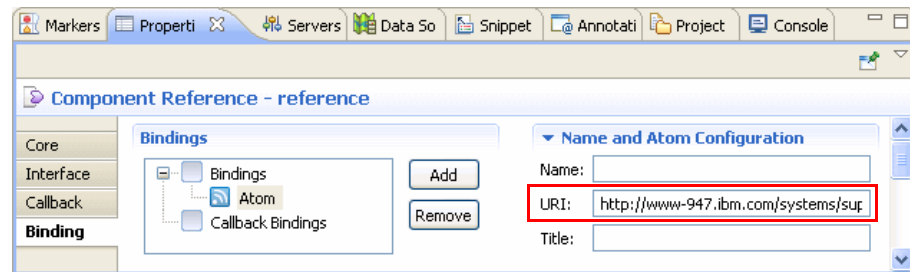 Markers Properti Servers Data So Snippet Annotati Project Console
Component Reference - reference
Core
Interface
Callback
Binding
Bindings
Bindings
Atom
Callback Bindings
Add
Remove
Name and Atom Configuration
Name:
URI: http://www-947.ibm.com/systems/sup
Title: